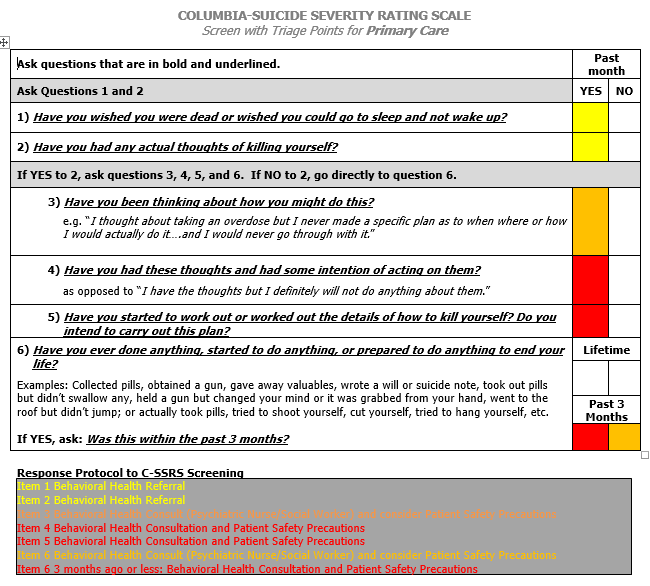 COLUMBIA-SUICIDE SEVERITY RATING SCALE
Screen with Triage Points for Primary Care
Ask questions that are in bold and underlined.
Past
month
Ask Questions 1 and 2
YES NO
1) Have you wished you were dead or wished you could go to sleep and not wake up?
2) Have you had any actual thoughts of killing yourself?
If YES to 2, ask questions 3, 4, 5, and 6. If NO to 2, go directly to question 6.
3) Have you been thinking about how you might do this?
e.g. “I thought about taking an overdose but I never made a specific plan as to when where or how
I would actually do it….and I would never go through with it.”
4) Have you had these thoughts and had some intention of acting on them?
as opposed to “I have the thoughts but I definitely will not do anything about them.”
5) Have you started to work out or worked out the details of how to kill yourself? Do you
intend to carry out this plan?
6) Have you ever done anything, started to do anything, or prepared to do anything to end your
life?
Lifetime
Examples: Collected pills, obtained a gun, gave away valuables, wrote a will or suicide note, took out pills
but didn’t swallow any, held a gun but changed your mind or it was grabbed from your hand, went to the
roof but didn’t jump; or actually took pills, tried to shoot yourself, cut yourself, tried to hang yourself, etc.
Past 3
Months
If YES, ask: Was this within the past 3 months?
Response Protocol to C-SSRS Screening
Item 1 Behavioral Health Referral
Item 2 Behavioral Health Referral
Item 3 Behavioral Health Consult (Psychiatric Nurse/Social Worker) and consider Patient Safety Precautions
Item 4 Behavioral Health Consultation and Patient Safety Precautions
Item 5 Behavioral Health Consultation and Patient Safety Precautions
Item 6 Behavioral Health Consult (Psychiatric Nurse/Social Worker) and consider Patient Safety Precautions
Item 6 3 months ago or less: Behavioral Health Consultation and Patient Safety Precautions